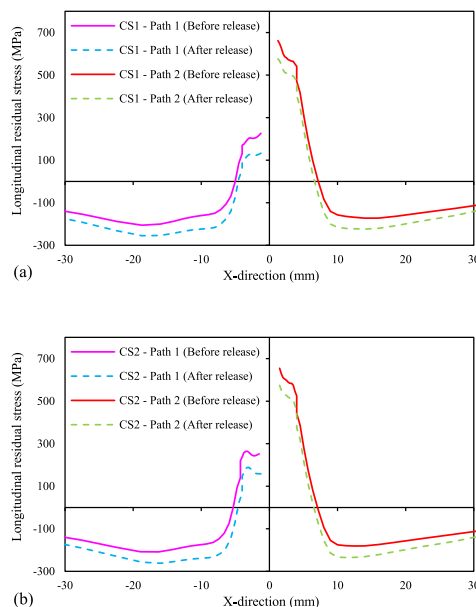 Longitudinal residual stress (MPa)
700
500
300
100
-100
-300
CS1 - Path 1 (Before release)
CS1 - Path 1 (After release)
CS1 - Path 2 (Before release)
CS1 - Path 2 (After release)
-30 -20 -10 0 10 20 30
X-direction (mm)
(a)
Longitudinal residual stress (MPa)
700
500
300
100
-100
-300
CS2 - Path 1 (Before release)
CS2 - Path 1 (After release)
CS2 - Path 2 (Before release)
CS2 - Path 2 (After release)
-30 -20 -10 0 10 20 30
X-direction (mm)
(b)